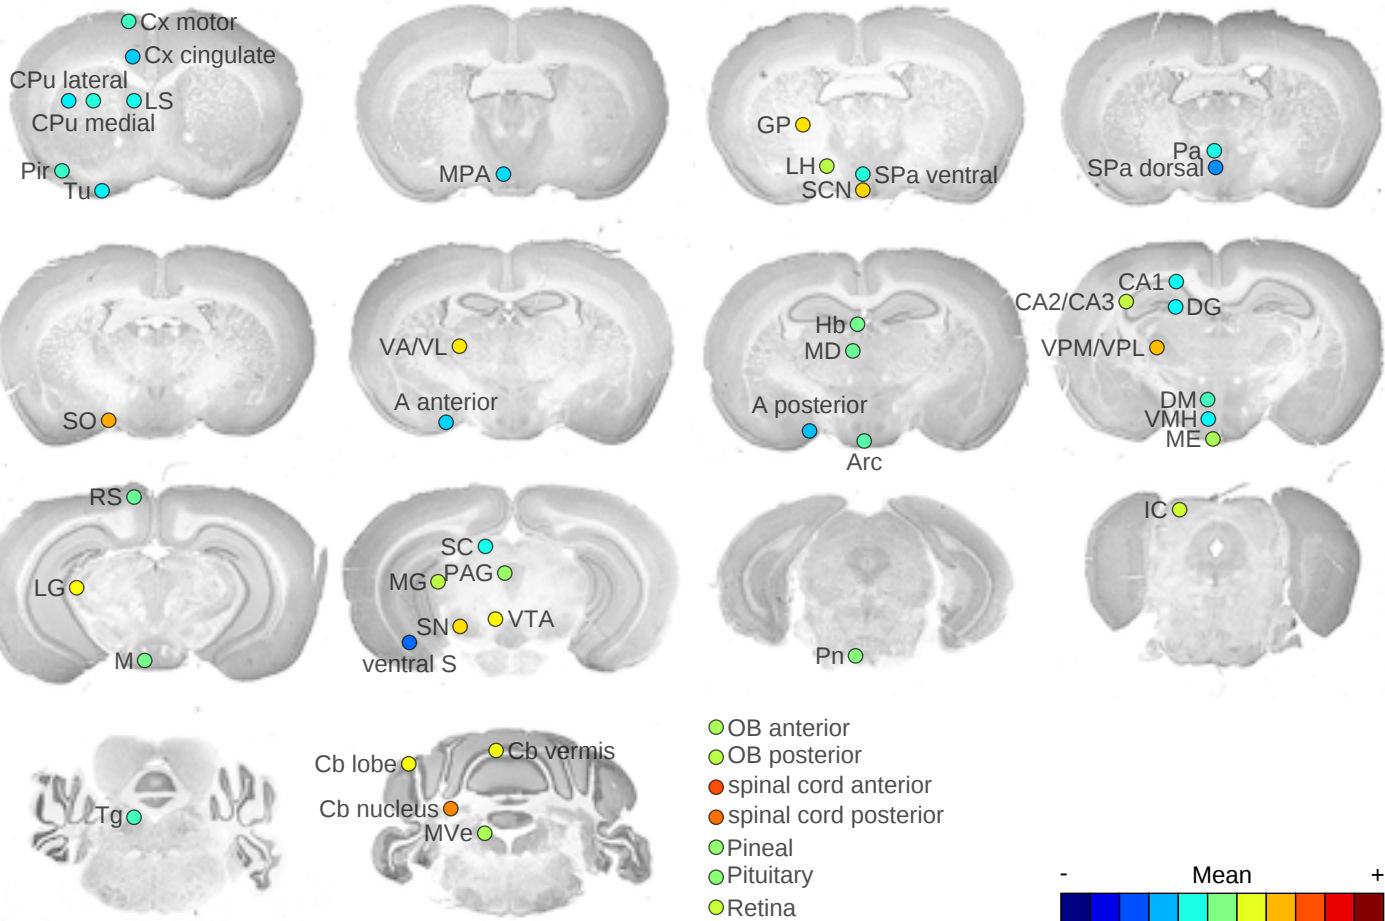 Cx motor
Cx cingulate
CPu lateral
LS
CPu medial
Pir
Tu
MPA
GP
LH
SPa ventral
SCN
Pa
SPa dorsal
SO
VA/VL
A anterior
Hb
MD
A posterior
Arc
CA1
CA2/CA3
DG
VPM/VPL
DM
VMH
ME
RS
LG
M
SC
PAG
MG
VTA
SN
ventral S
Pn
IC
Tg
Cb vermis
Cb lobe
Cb nucleus
MVe
OB anterior
OB posterior
spinal cord anterior
spinal cord posterior
Pineal
Pituitary
Retina
- Mean +